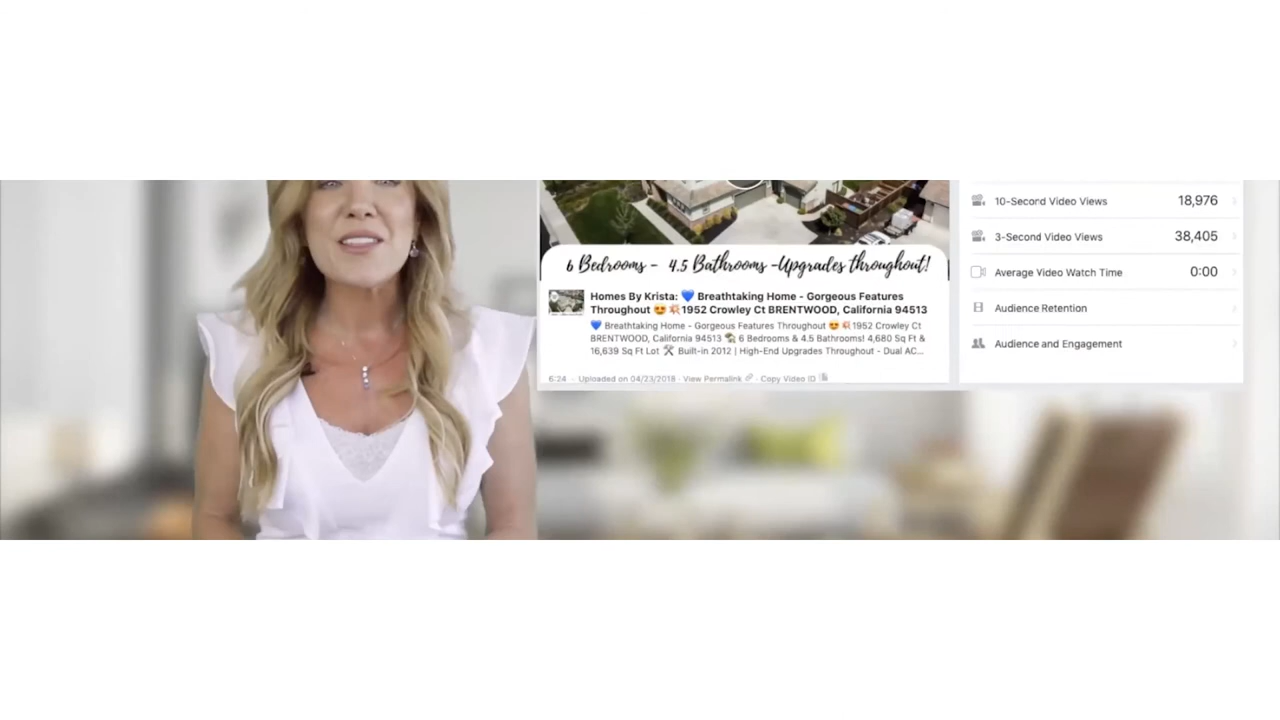 6 Bedrooms - 4.5 Bathrooms -Upgrades throughout!
Homes By Krista: 💙 Breathtaking Home - Gorgeous Features
Throughout 😍 💥1952 Crowley Ct BRENTWOOD, California 94513
💙 Breathtaking Home - Gorgeous Features Throughout 😍 💥1952 Crowley Ct
BRENTWOOD, California 94513 🏡 6 Bedrooms & 4.5 Bathrooms! 4,680 Sq Ft &
16,639 Sq Ft Lot 🛠 Built-in 2012 | High-End Upgrades Throughout - Dual AC...
6:24 · Uploaded on 04/23/2018 · View Permalink · Copy Video ID
10-Second Video Views 18,976
3-Second Video Views 38,405
Average Video Watch Time 0:00
Audience Retention
Audience and Engagement